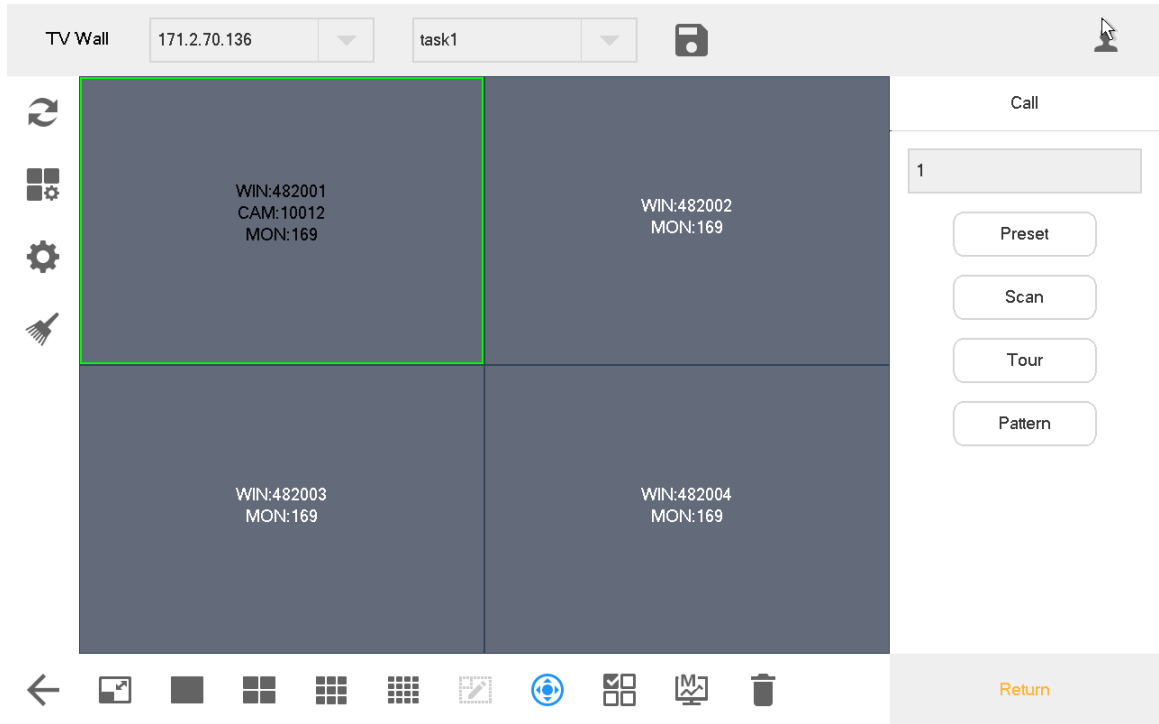 TV Wall
171.2.70.136
task1
Call
1
WIN:482001
CAM:10012
MON:169
WIN:482002
MON:169
Preset
Scan
Tour
Pattern
WIN:482003
MON:169
WIN:482004
MON:169
M
Return